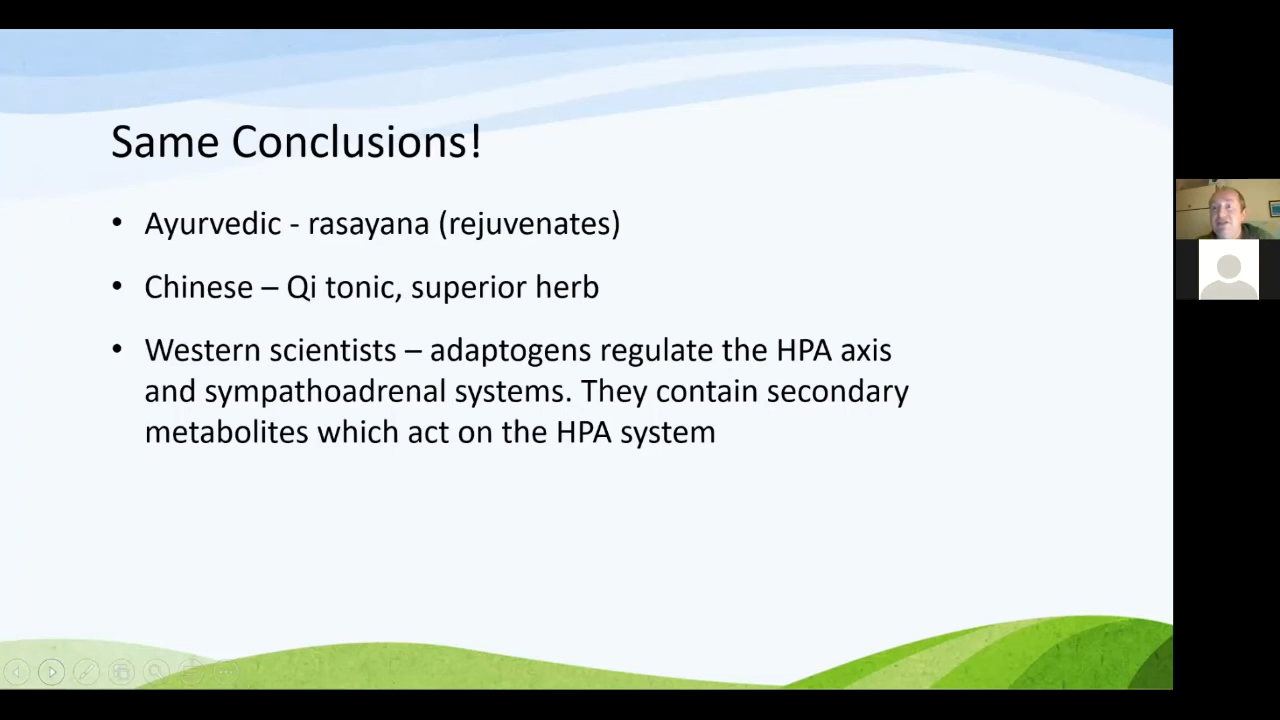 Same Conclusions!
• Ayurvedic - rasayana (rejuvenates)
• Chinese – Qi tonic, superior herb
• Western scientists – adaptogens regulate the HPA axis
and sympathoadrenal systems. They contain secondary
metabolites which act on the HPA system